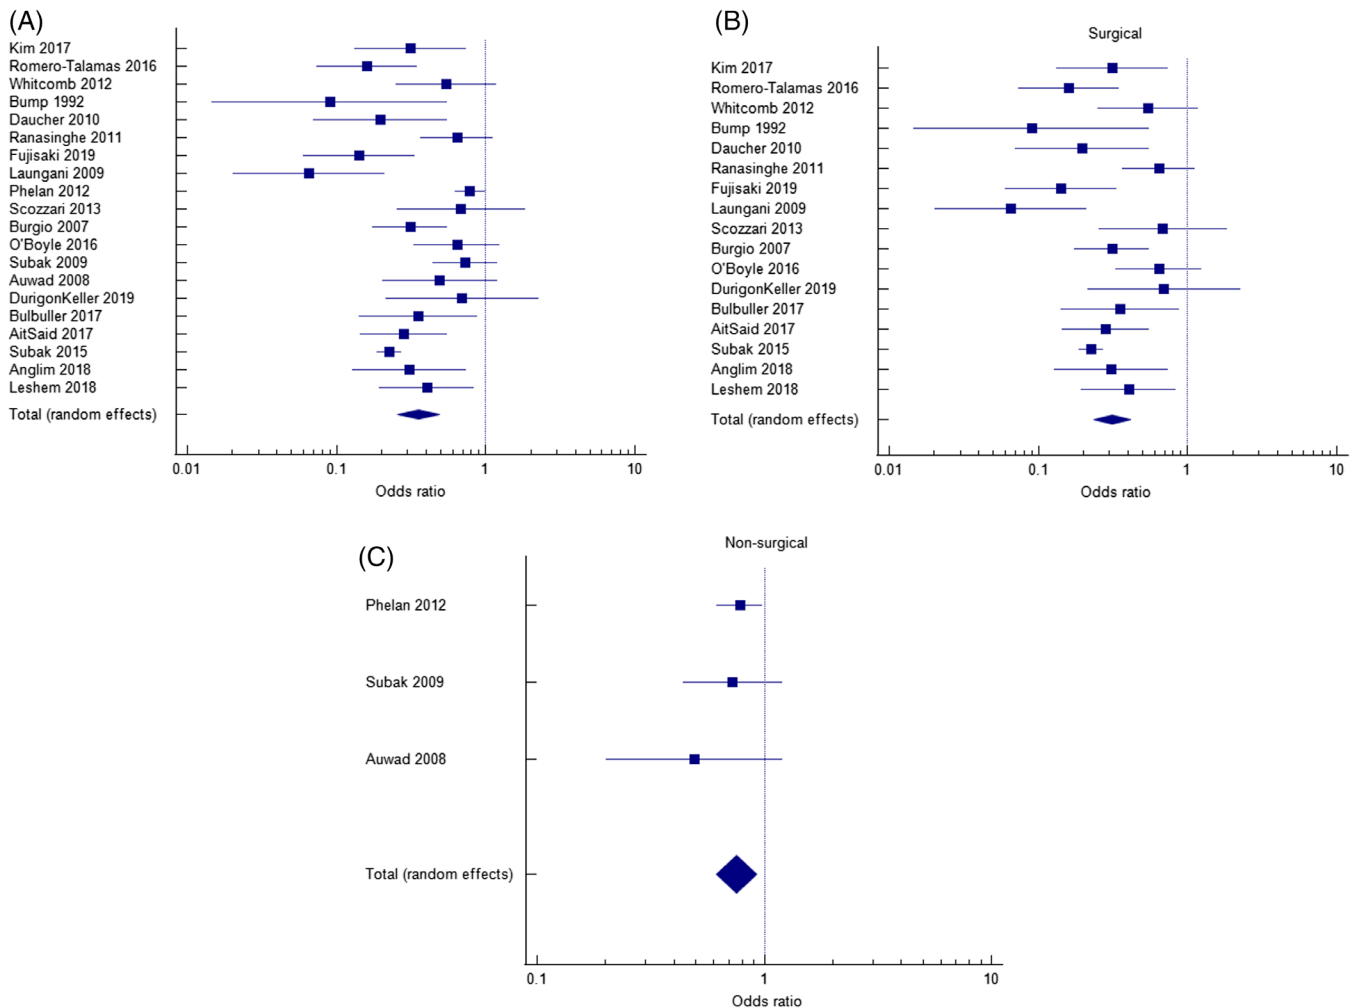 (A)
Kim 2017
Romero-Talamas 2016
Whitcomb 2012
Bump 1992
Daucher 2010
Ranasinghe 2011
Fujisaki 2019
Laungani 2009
Phelan 2012
Scozzari 2013
Burgio 2007
O'Boyle 2016
Subak 2009
Auwad 2008
DurigonKeller 2019
Bulbuller 2017
AitSaid 2017
Subak 2015
Anglim 2018
Leshem 2018
Total (random effects)
0.01 0.1 1 10
Odds ratio
(B)
Surgical
Kim 2017
Romero-Talamas 2016
Whitcomb 2012
Bump 1992
Daucher 2010
Ranasinghe 2011
Fujisaki 2019
Laungani 2009
Scozzari 2013
Burgio 2007
O'Boyle 2016
DurigonKeller 2019
Bulbuller 2017
AitSaid 2017
Subak 2015
Anglim 2018
Leshem 2018
Total (random effects)
0.01 0.1 1 10
Odds ratio
(C)
Non-surgical
Phelan 2012
Subak 2009
Auwad 2008
Total (random effects)
0.1 1 10
Odds ratio